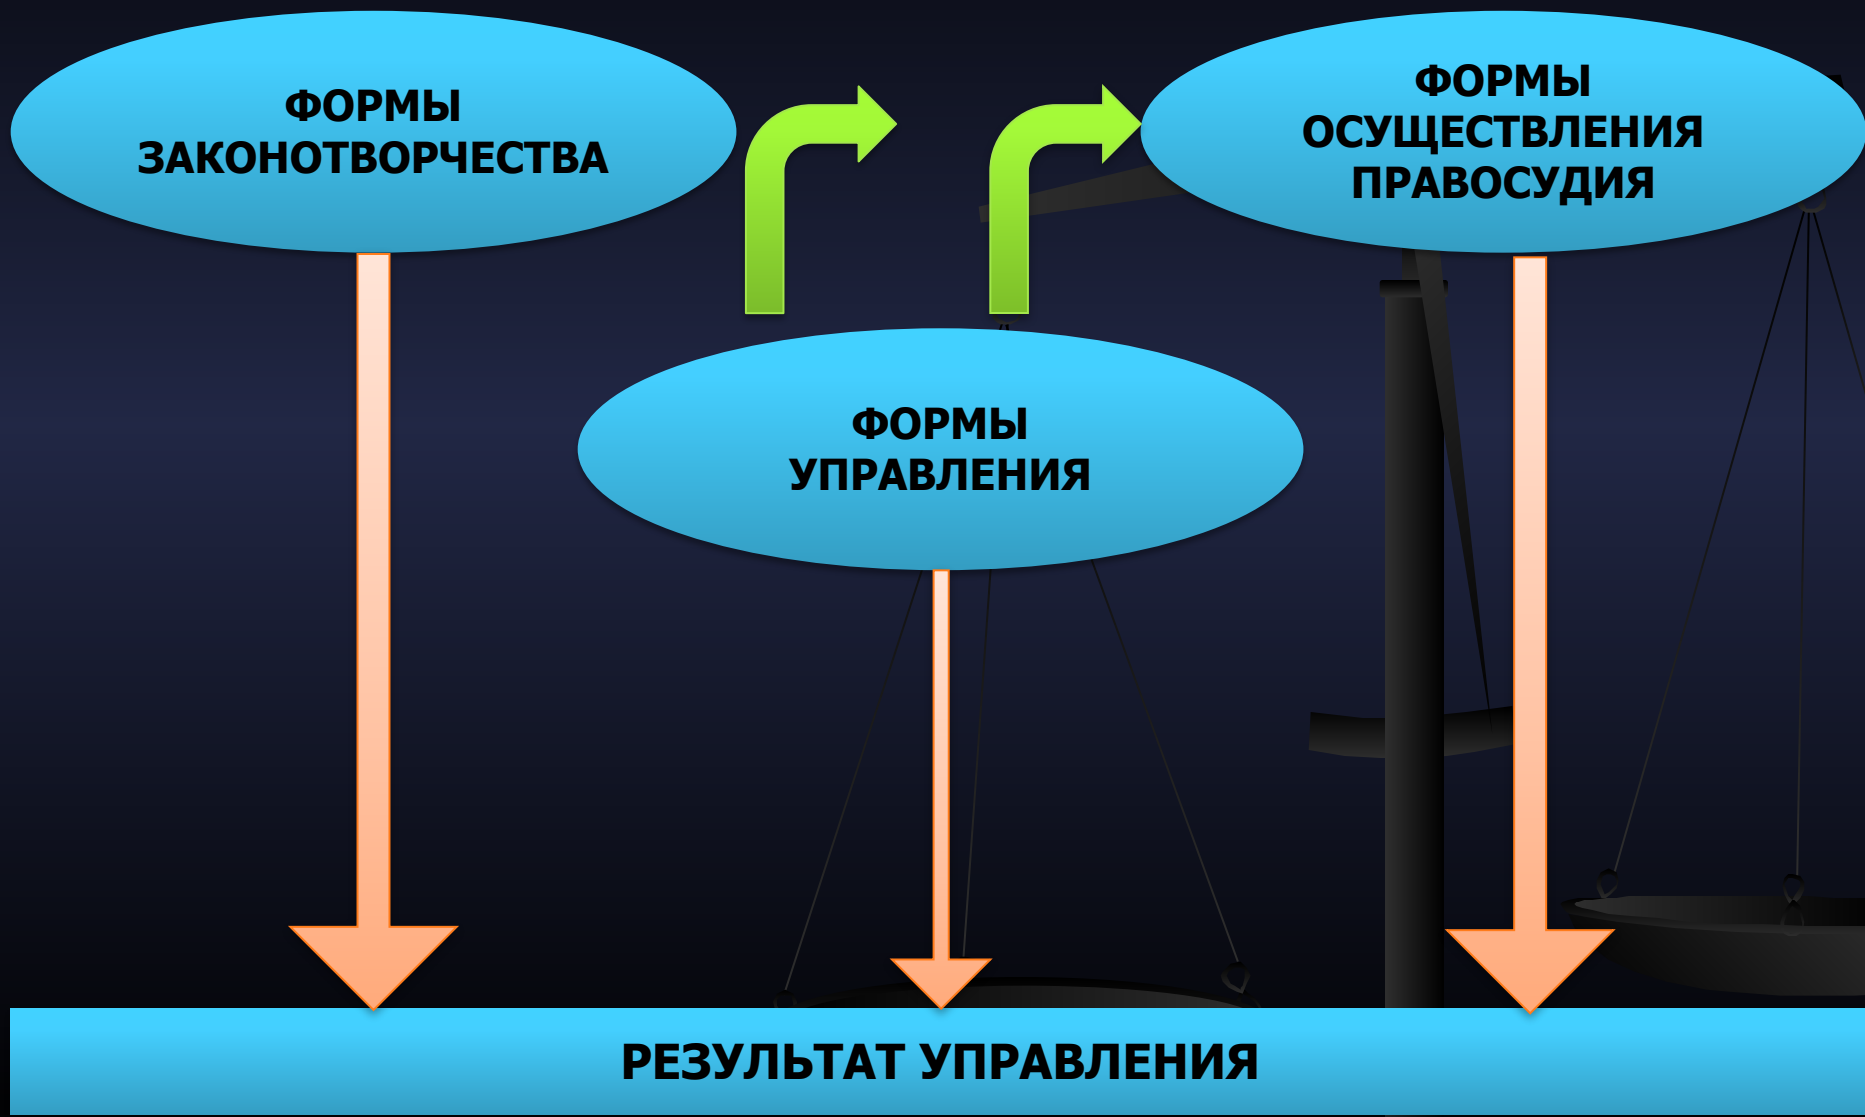 ФОРМЫ
ЗАКОНОТВОРЧЕСТВА
ФОРМЫ
ОСУЩЕСТВЛЕНИЯ
ПРАВОСУДИЯ
ФОРМЫ
УПРАВЛЕНИЯ
РЕЗУЛЬТАТ УПРАВЛЕНИЯ